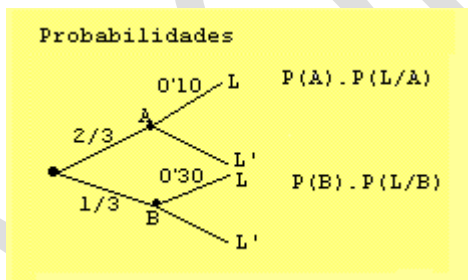 Probabilidades
0'10 L P(A).P(L/A)
A
2/3
L'
0'30 L P(B).P(L/B)
1/3
B
L'